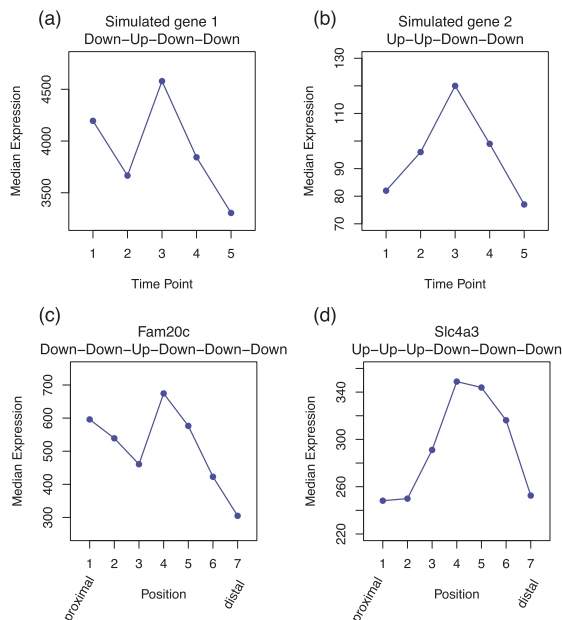 (a)
Simulated gene 1
Down–Up–Down–Down
Median Expression
4500
4000
3500
1 2 3 4 5
Time Point
(b)
Simulated gene 2
Up–Up–Down–Down
Median Expression
130
110
90
80
70
1 2 3 4 5
Time Point
(c)
Fam20c
Down–Down–Up–Down–Down–Down
Median Expression
700
600
500
400
300
1 2 3 4 5 6 7
proximal
Position
distal
(d)
Slc4a3
Up–Up–Up–Down–Down–Down
Median Expression
340
300
260
220
1 2 3 4 5 6 7
proximal
Position
distal